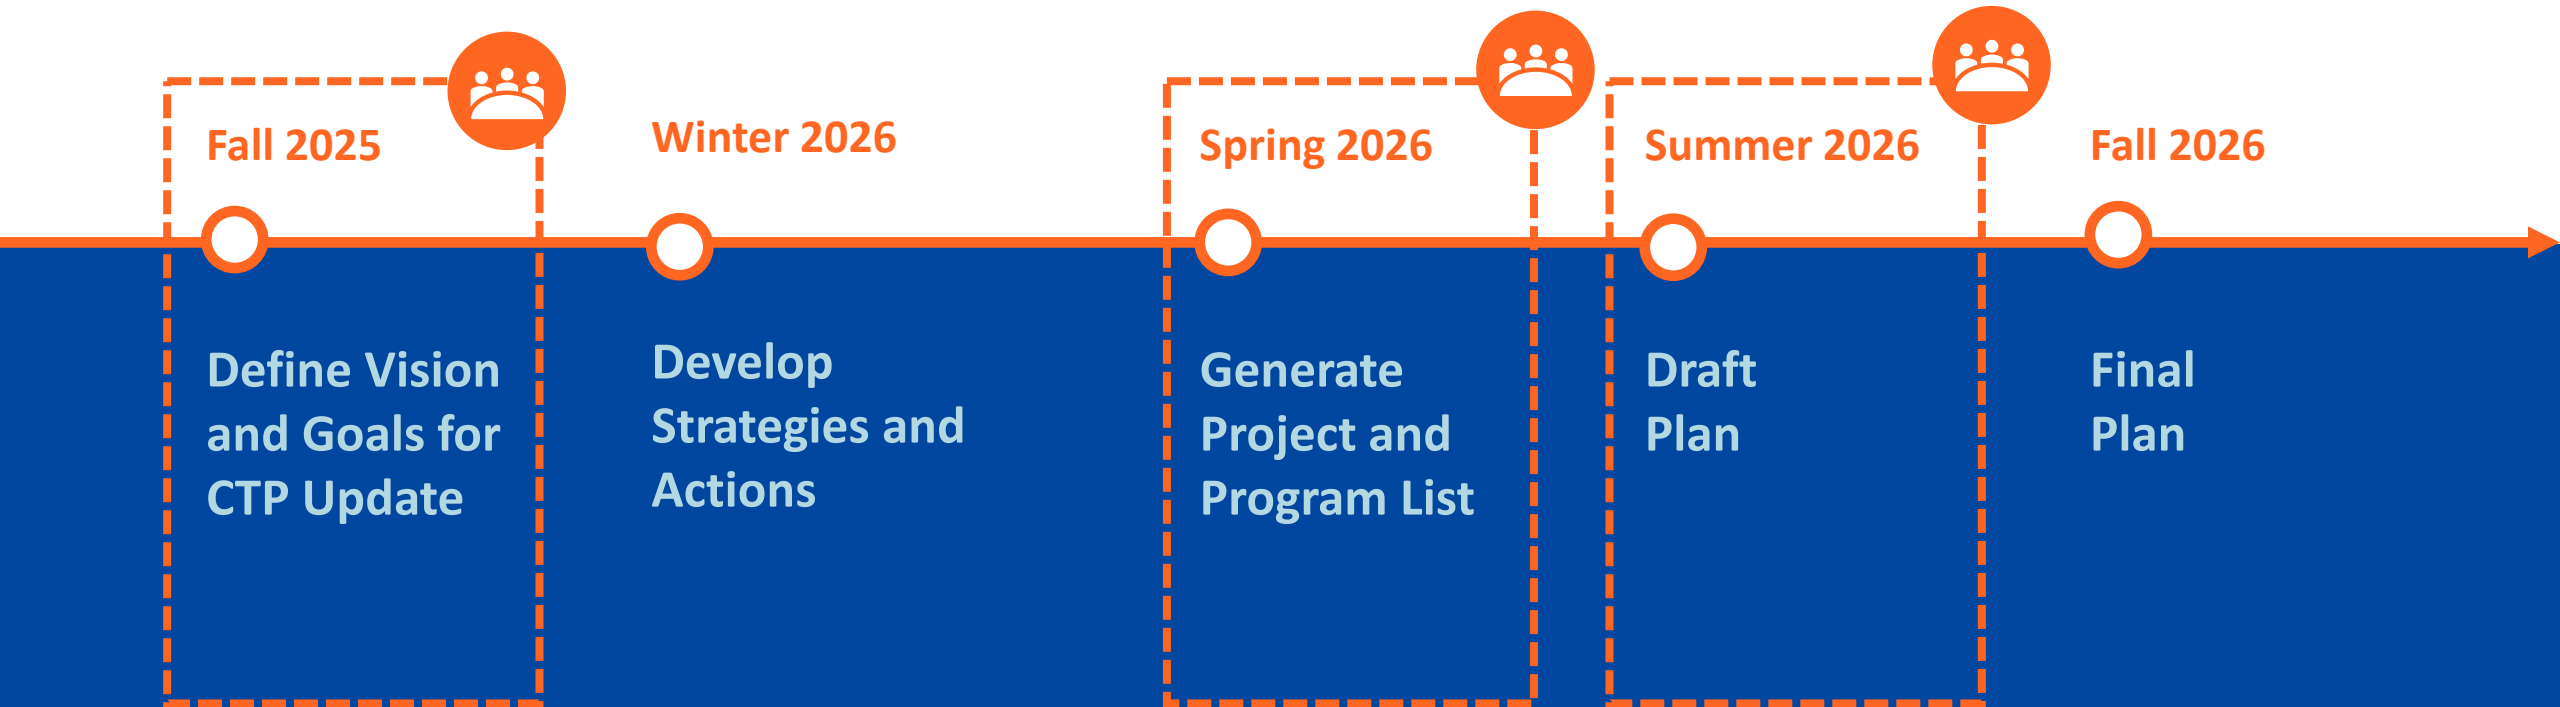 Fall 2025
Define Vision
and Goals for
CTP Update
Winter 2026
Develop
Strategies and
Actions
Spring 2026
Generate
Project and
Program List
Summer 2026
Draft
Plan
Fall 2026
Final
Plan